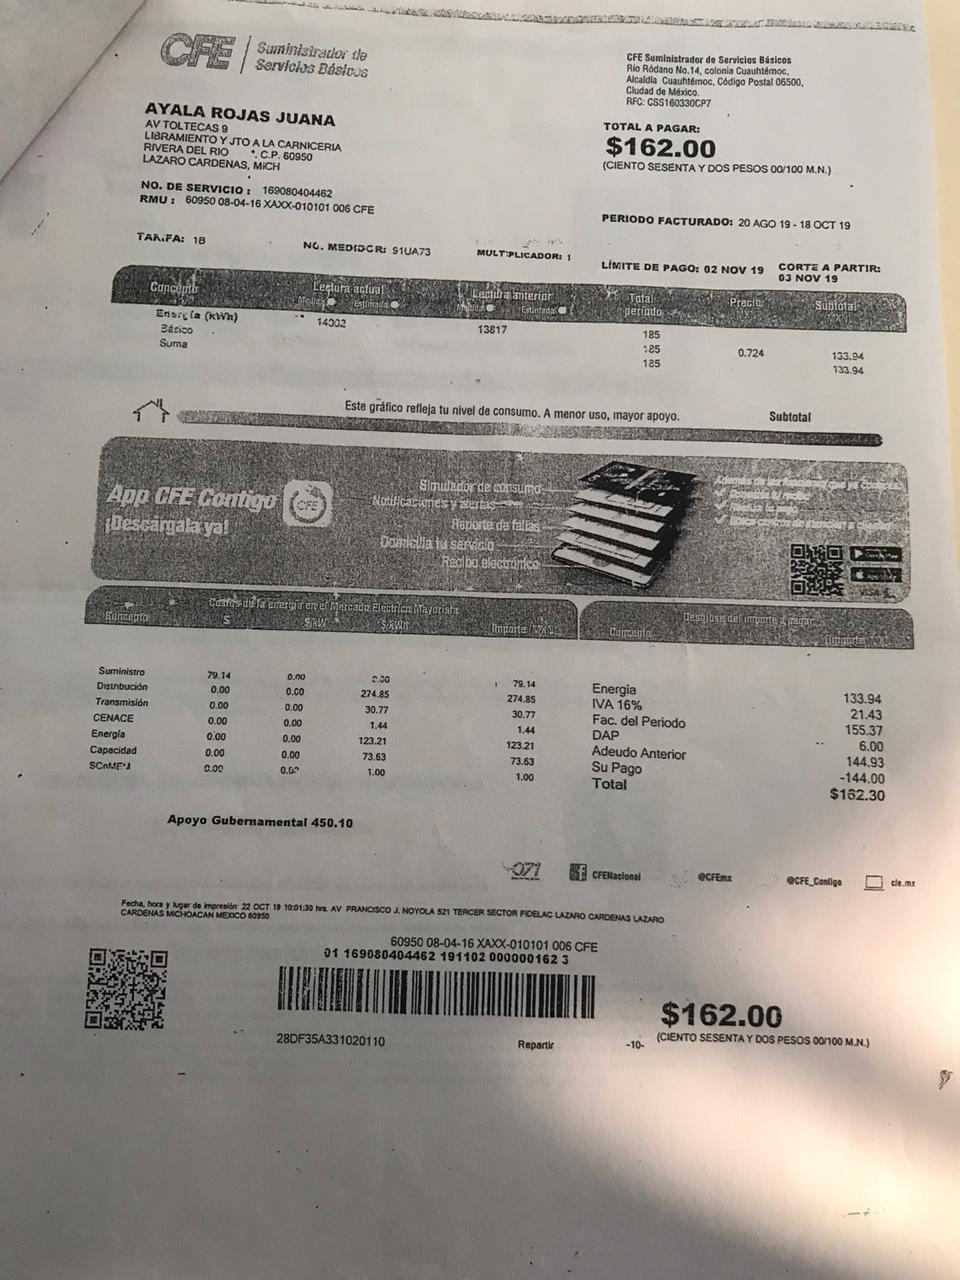 CFE Suministrador de
Servicios Básicos
CFE Suministrador de Servicios Básicos
Río Ródano No.14, colonia Cuauhtémoc,
Alcaldía Cuauhtémoc, Código Postal 06500,
Ciudad de México.
RFC: CSS160330CP7
AYALA ROJAS JUANA
AV TOLTECAS 9
LIBRAMIENTO Y JTO A LA CARNICERIA
RIVERA DEL RIO C.P. 60950
LAZARO CARDENAS, MICH
TOTAL A PAGAR:
$162.00
(CIENTO SESENTA Y DOS PESOS 00/100 M.N.)
NO. DE SERVICIO : 169080404462
RMU : 60950 08-04-16 XAXX-010101 006 CFE
PERIODO FACTURADO: 20 AGO 19 - 18 OCT 19
TARIFA: 1B NO. MEDIDOR: 91UA73 MULTIPLICADOR: 1
LÍMITE DE PAGO: 02 NOV 19 CORTE A PARTIR:
03 NOV 19
Concepto Lectura actual Lectura anterior Total Precio Subtotal
Medida Estimada Medida Estimada periodo
Energía (kWh) 14002 13817 185
Básico 185 0.724 133.94
Suma 185 133.94
Este gráfico refleja tu nivel de consumo. A menor uso, mayor apoyo. Subtotal
App CFE Contigo
¡Descárgala ya!
CFE
Simulador de consumo
Notificaciones y alertas
Reporte de fallas
Domicilia tu servicio
Recibo electrónico
Costos de la energía en el Mercado Eléctrico Mayorista
Concepto $ $/kW $/kWh Importe (MXN)
Desglose del importe a pagar
Concepto Importe
Suministro 79.14 0.00 0.00 79.14
Distribución 0.00 0.00 274.85 274.85
Transmisión 0.00 0.00 30.77 30.77
CENACE 0.00 0.00 1.44 1.44
Energía 0.00 0.00 123.21 123.21
Capacidad 0.00 0.00 73.63 73.63
SCnMEM 0.00 0.00 1.00 1.00
Energía 133.94
IVA 16% 21.43
Fac. del Periodo 155.37
DAP 6.00
Adeudo Anterior 144.93
Su Pago -144.00
Total $162.30
Apoyo Gubernamental 450.10
071 CFENacional @CFEmx @CFE_Contigo cfe.mx
Fecha, hora y lugar de impresión: 22 OCT 19 10:01:30 hrs. AV FRANCISCO J. NOYOLA 521 TERCER SECTOR FIDELAC LAZARO CARDENAS LAZARO
CARDENAS MICHOACAN MEXICO 60950
60950 08-04-16 XAXX-010101 006 CFE
01 169080404462 191102 000000162 3
28DF35A331020110
Repartir -10-
$162.00
(CIENTO SESENTA Y DOS PESOS 00/100 M.N.)